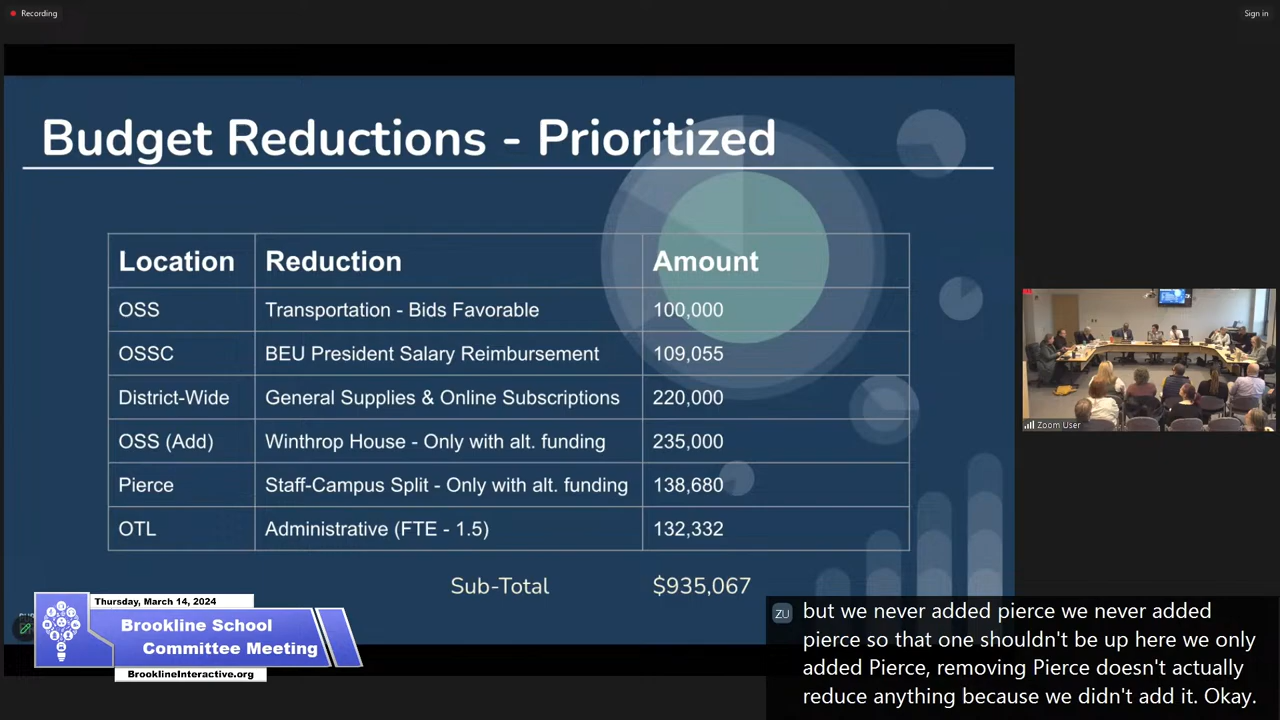 Recording
Sign in
Budget Reductions - Prioritized
Location Reduction Amount
OSS Transportation - Bids Favorable 100,000
OSSC BEU President Salary Reimbursement 109,055
District-Wide General Supplies & Online Subscriptions 220,000
OSS (Add) Winthrop House - Only with alt. funding 235,000
Pierce Staff-Campus Split - Only with alt. funding 138,680
OTL Administrative (FTE - 1.5) 132,332
Sub-Total $935,067
Zoom User
Thursday, March 14, 2024
Brookline School
Committee Meeting
BrooklineInteractive.org
ZU
but we never added pierce we never added
pierce so that one shouldn't be up here we only
added Pierce, removing Pierce doesn't actually
reduce anything because we didn't add it. Okay.